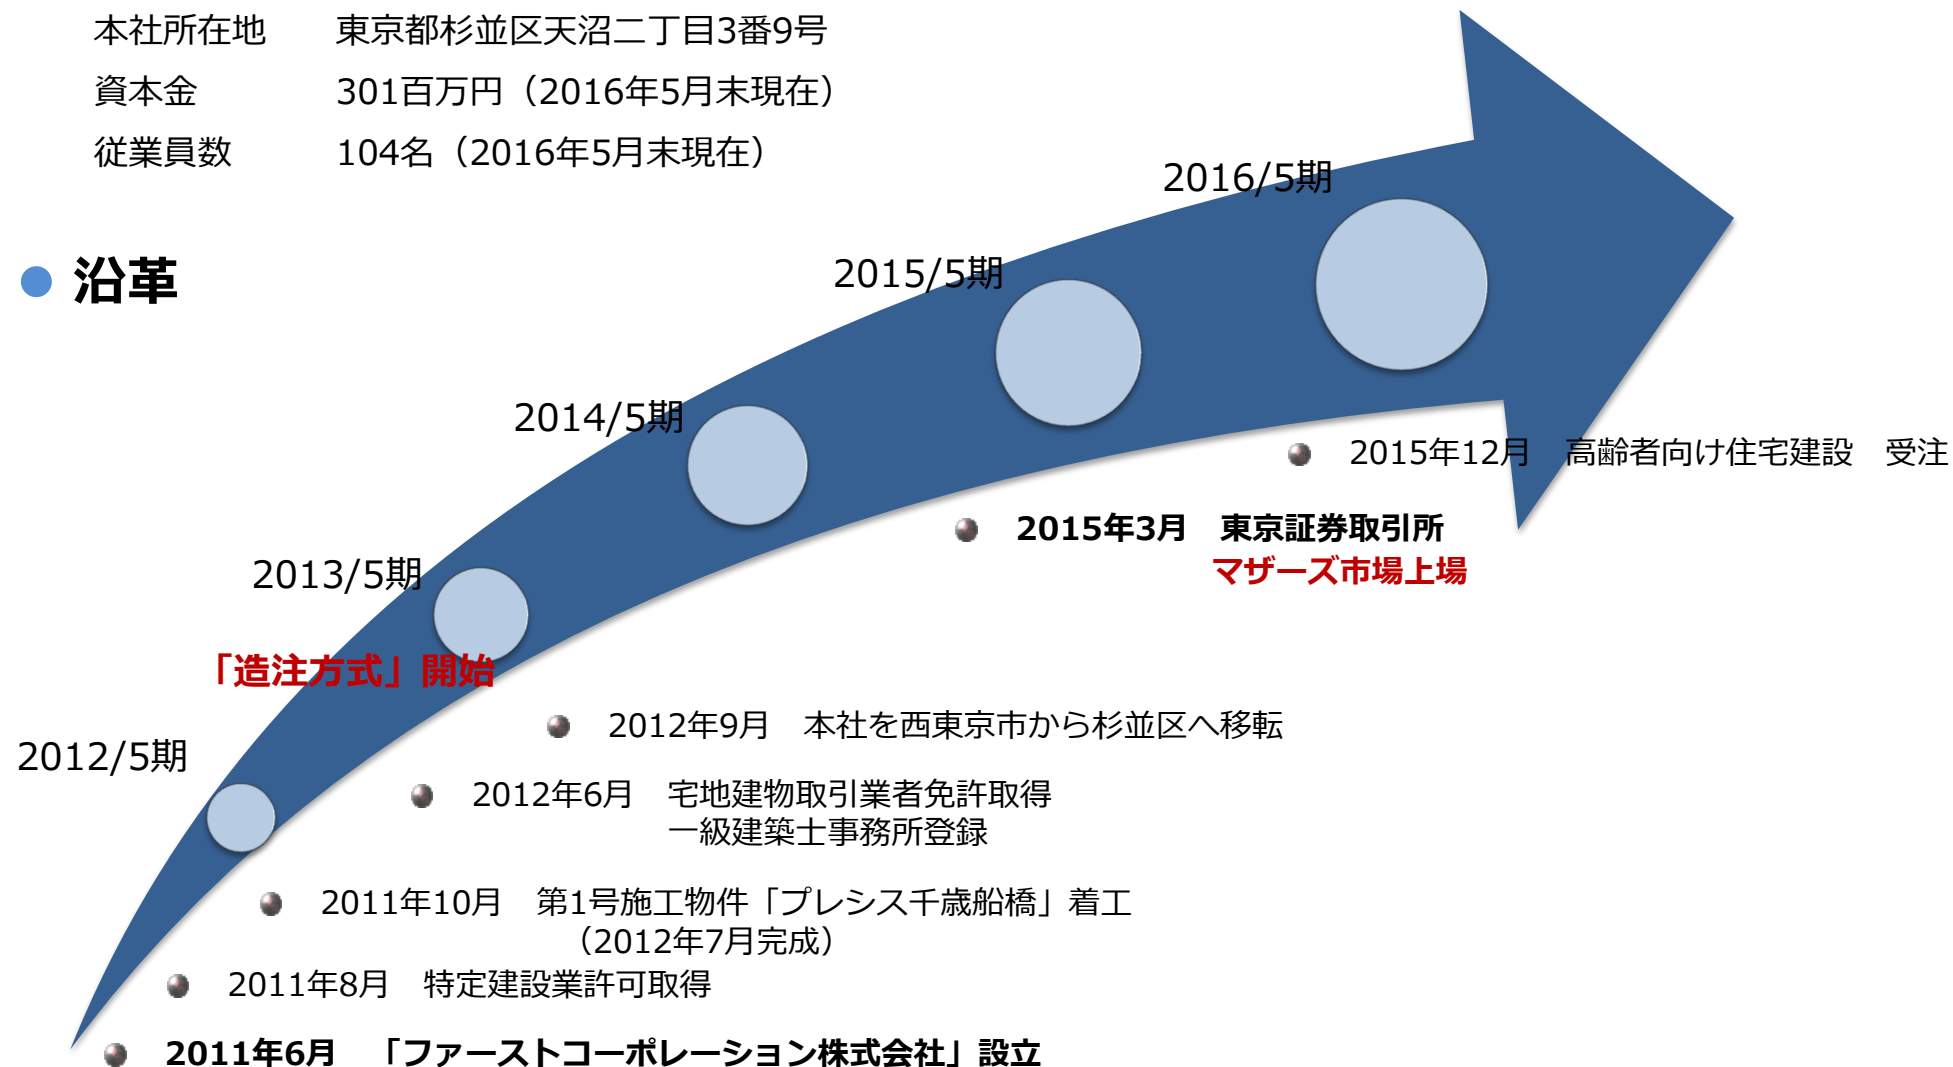 本社所在地　東京都杉並区天沼二丁目3番9号
資本金　301百万円（2016年5月末現在）
従業員数　104名（2016年5月末現在）
2016/5期
沿革
2015/5期
2014/5期
2015年12月　高齢者向け住宅建設　受注
2015年3月　東京証券取引所
マザーズ市場上場
2013/5期
「造注方式」開始
2012年9月　本社を西東京市から杉並区へ移転
2012/5期
2012年6月　宅地建物取引業者免許取得
一級建築士事務所登録
2011年10月　第1号施工物件「プレシス千歳船橋」着工
（2012年7月完成）
2011年8月　特定建設業許可取得
2011年6月　「ファーストコーポレーション株式会社」設立